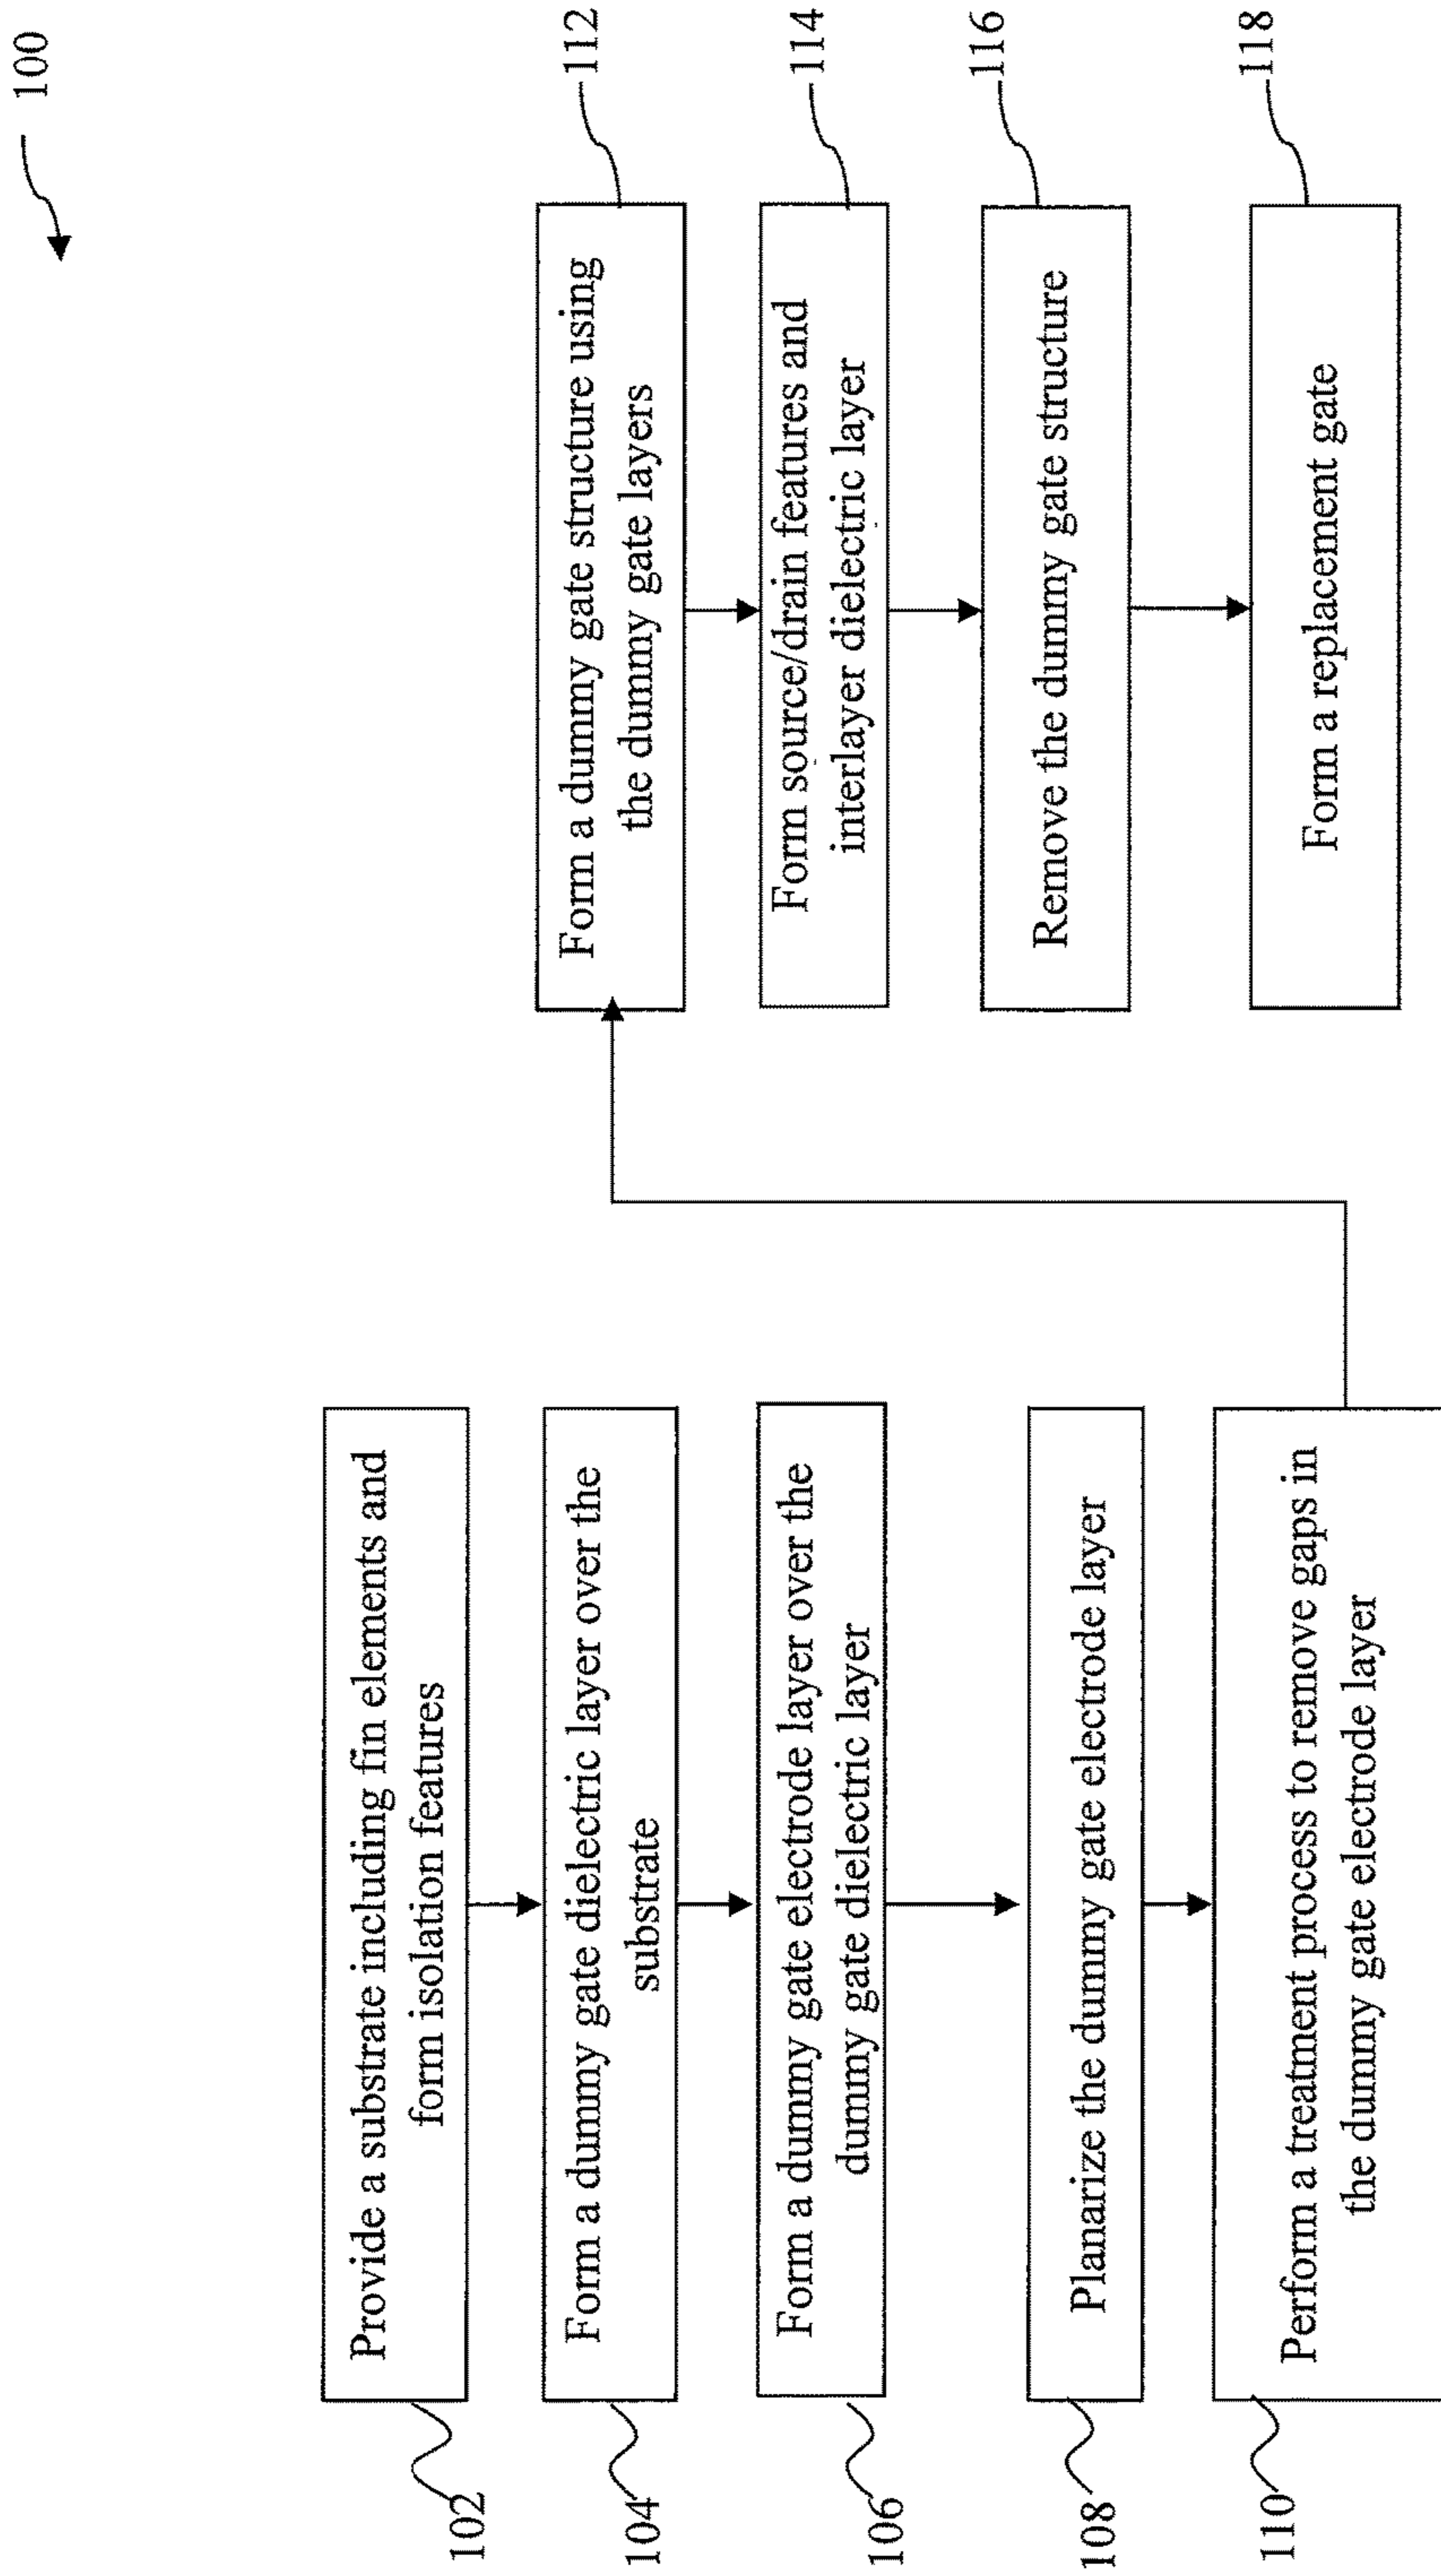 100
102
Provide a substrate including fin elements and
form isolation features
104
Form a dummy gate dielectric layer over the
substrate
106
Form a dummy gate electrode layer over the
dummy gate dielectric layer
108
Planarize the dummy gate electrode layer
110
Perform a treatment process to remove gaps in
the dummy gate electrode layer
112
Form a dummy gate structure using
the dummy gate layers
114
Form source/drain features and
interlayer dielectric layer
116
Remove the dummy gate structure
118
Form a replacement gate